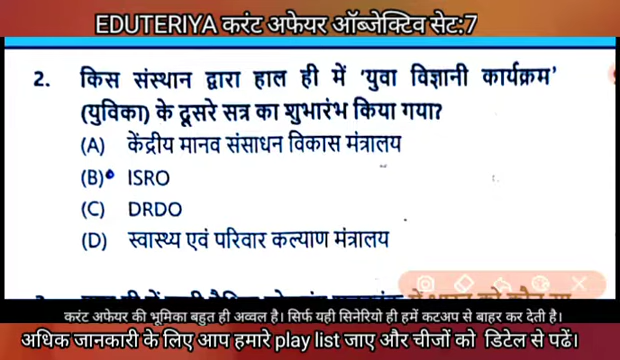 EDUTERIYA करंट अफेयर ऑब्जेक्टिव सेट:7
2. किस संस्थान द्वारा हाल ही में 'युवा विज्ञानी कार्यक्रम'
(युविका) के दूसरे सत्र का शुभारंभ किया गया?
(A) केंद्रीय मानव संसाधन विकास मंत्रालय
(B) ISRO
(C) DRDO
(D) स्वास्थ्य एवं परिवार कल्याण मंत्रालय
करंट अफेयर की भूमिका बहुत ही अव्वल है। सिर्फ यही सिनेरियो ही हमें कटअप से बाहर कर देती है।
अधिक जानकारी के लिए आप हमारे play list जाए और चीजों को डिटेल से पढें।